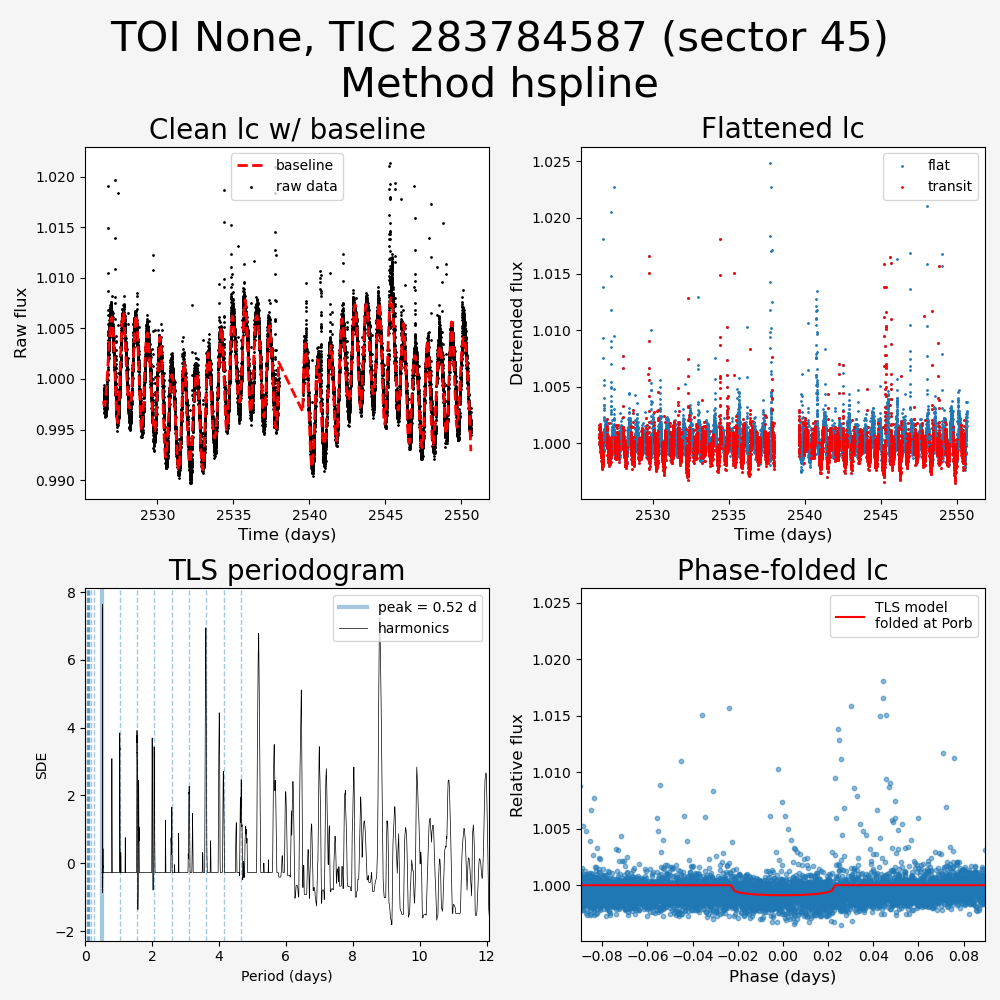 TOI None, TIC 283784587 (sector 45)
Method hspline
Clean lc w/ baseline
baseline
raw data
1.020
1.015
1.010
1.005
1.000
0.995
0.990
Raw flux
2530
2535
2540
2545
2550
Time (days)
Flattened lc
flat
transit
1.025
1.020
1.015
1.010
1.005
1.000
Detrended flux
2530
2535
2540
2545
2550
Time (days)
TLS periodogram
peak = 0.52 d
harmonics
8
6
4
2
0
−2
SDE
0
2
4
6
8
10
12
Period (days)
Phase-folded lc
TLS model
folded at Porb
1.025
1.020
1.015
1.010
1.005
1.000
Relative flux
−0.08
−0.06
−0.04
−0.02
0.00
0.02
0.04
0.06
0.08
Phase (days)